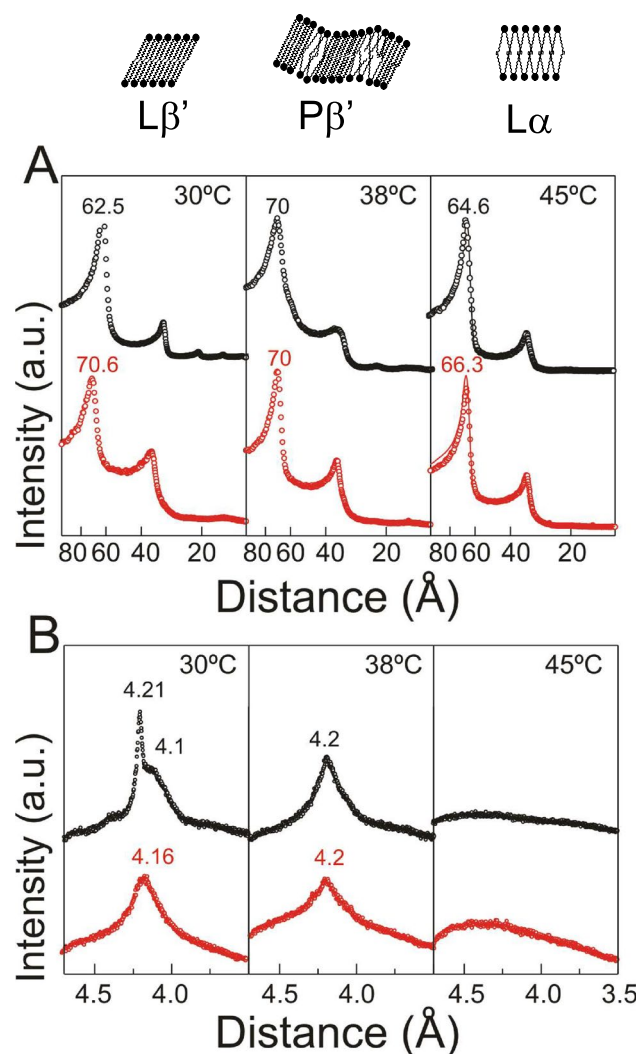 Lβ’ Pβ’ Lα
A
30ºC 38ºC 45ºC
62.5 70 64.6
70.6 70 66.3
Intensity (a.u.)
80 60 40 20 80 60 40 20 80 60 40 20
Distance (Å)
B
30ºC 38ºC 45ºC
4.21
4.1 4.2
4.16 4.2
Intensity (a.u.)
4.5 4.0 4.5 4.0 4.5 4.0 3.5
Distance (Å)